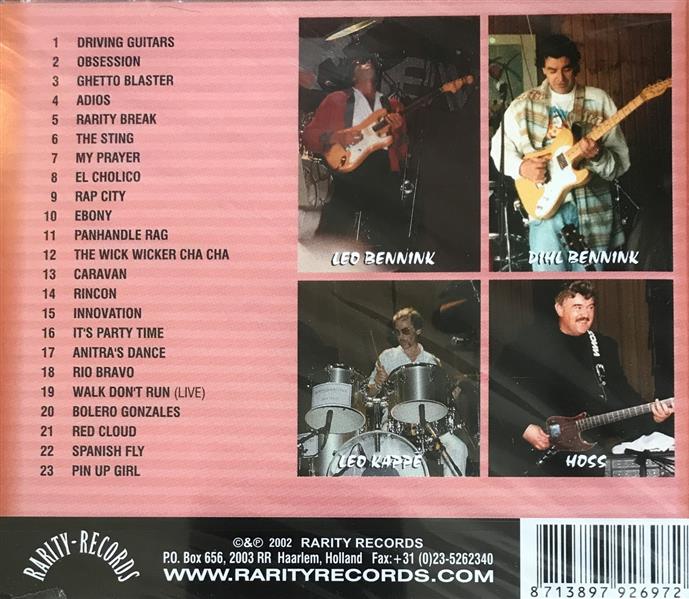 1 DRIVING GUITARS
2 OBSESSION
3 GHETTO BLASTER
4 ADIOS
5 RARITY BREAK
6 THE STING
7 MY PRAYER
8 EL CHOLICO
9 RAP CITY
10 EBONY
11 PANHANDLE RAG
12 THE WICK WICKER CHA CHA
13 CARAVAN
14 RINCON
15 INNOVATION
16 IT'S PARTY TIME
17 ANITRA'S DANCE
18 RIO BRAVO
19 WALK DON'T RUN (LIVE)
20 BOLERO GONZALES
21 RED CLOUD
22 SPANISH FLY
23 PIN UP GIRL
LEO BENNINK
DIHL BENNINK
LEO KAPPÉ
HOSS
RARITY-RECORDS
©&℗ 2002 RARITY RECORDS
P.O. Box 656, 2003 RR Haarlem, Holland Fax:+31 (0)23-5262340
WWW.RARITYRECORDS.COM
8 713897 926972